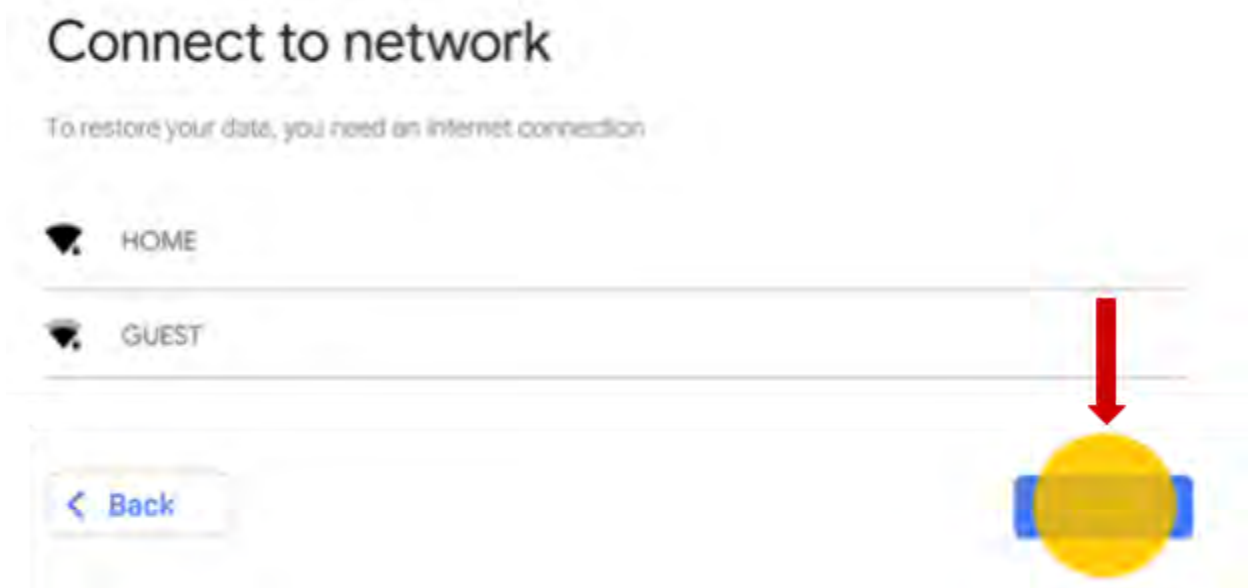 Connect to network
To restore your data, you need an internet connection
HOME
GUEST
Back